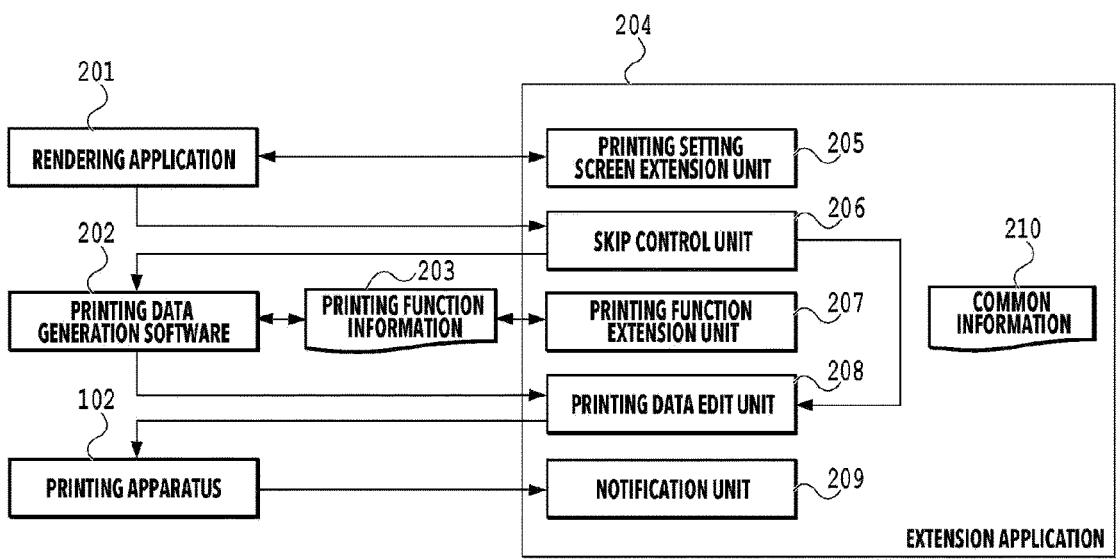 204
201
RENDERING APPLICATION
PRINTING SETTING
SCREEN EXTENSION UNIT
205
206
SKIP CONTROL UNIT
202
PRINTING DATA
GENERATION SOFTWARE
203
PRINTING FUNCTION
INFORMATION
PRINTING FUNCTION
EXTENSION UNIT
207
210
COMMON
INFORMATION
208
PRINTING DATA EDIT UNIT
102
PRINTING APPARATUS
NOTIFICATION UNIT
209
EXTENSION APPLICATION